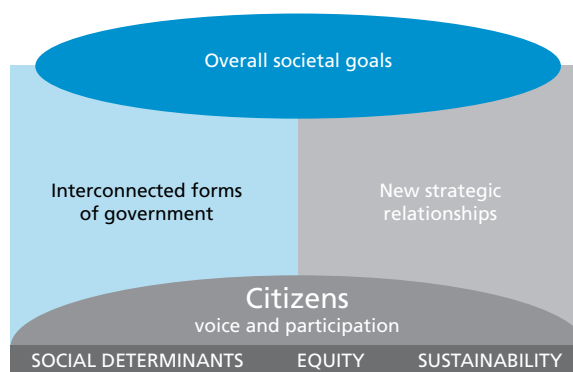 Overall societal goals
Interconnected forms
of government
New strategic
relationships
Citizens
voice and participation
SOCIAL DETERMINANTS EQUITY SUSTAINABILITY